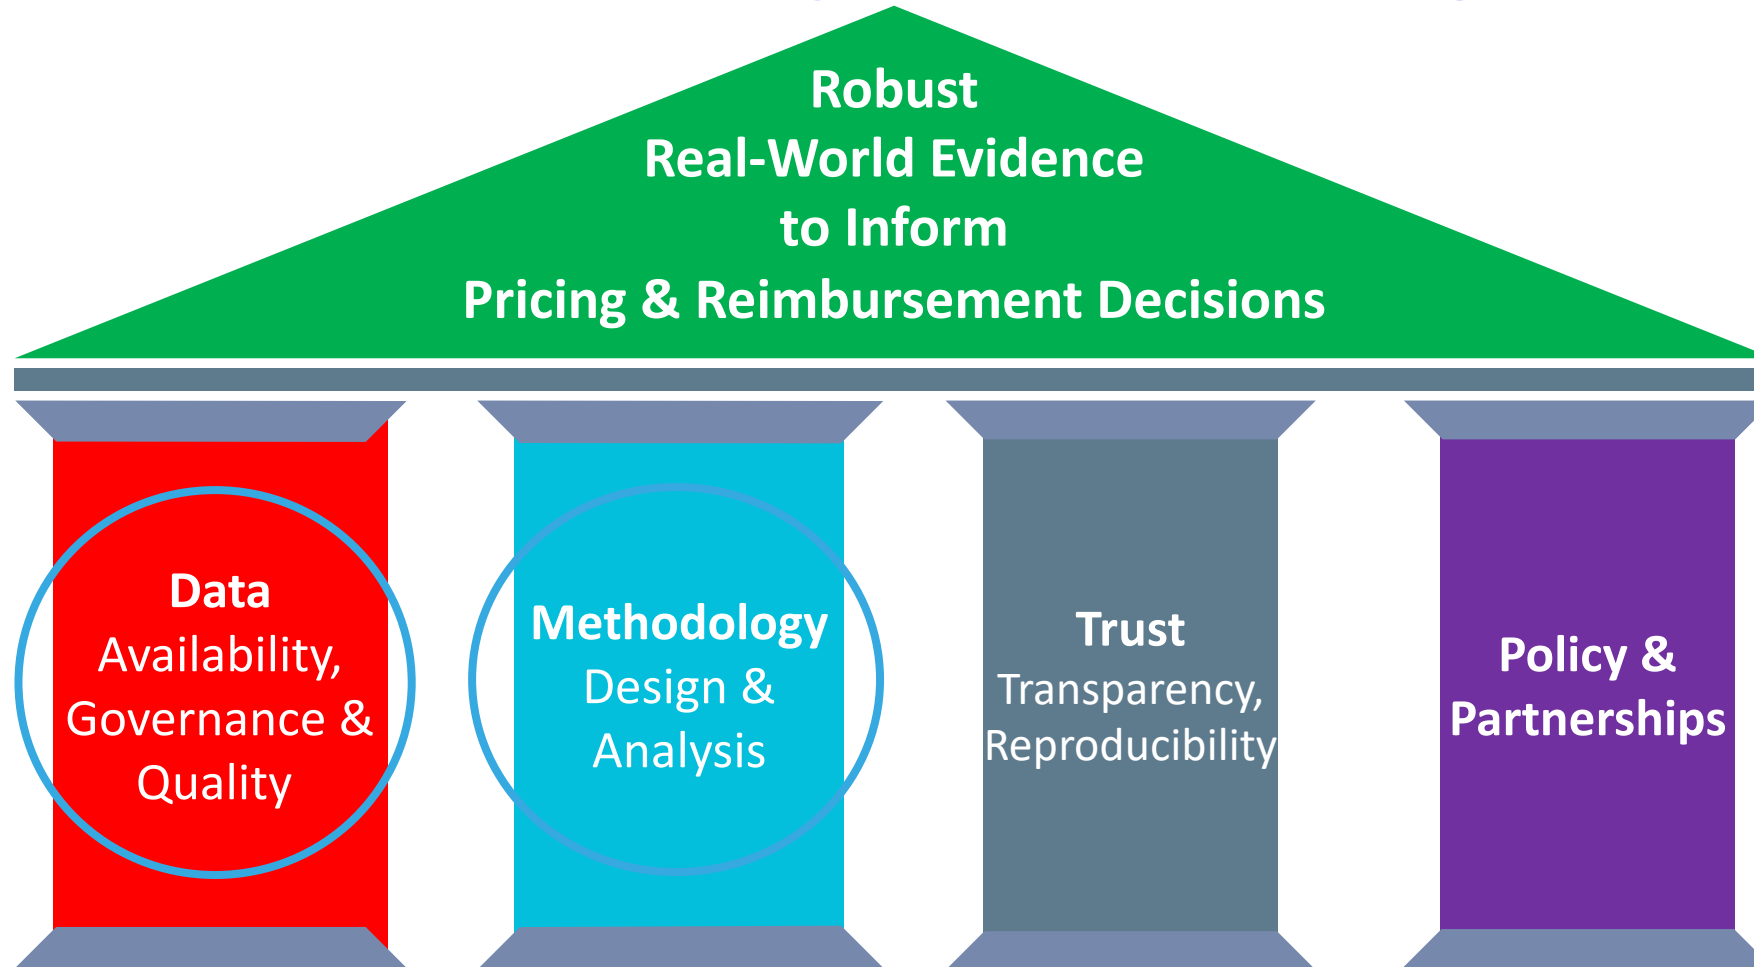 Robust
Real-World Evidence
to Inform
Pricing & Reimbursement Decisions
Data
Availability,
Governance &
Quality
Methodology
Design &
Analysis
Trust
Transparency,
Reproducibility
Policy &
Partnerships